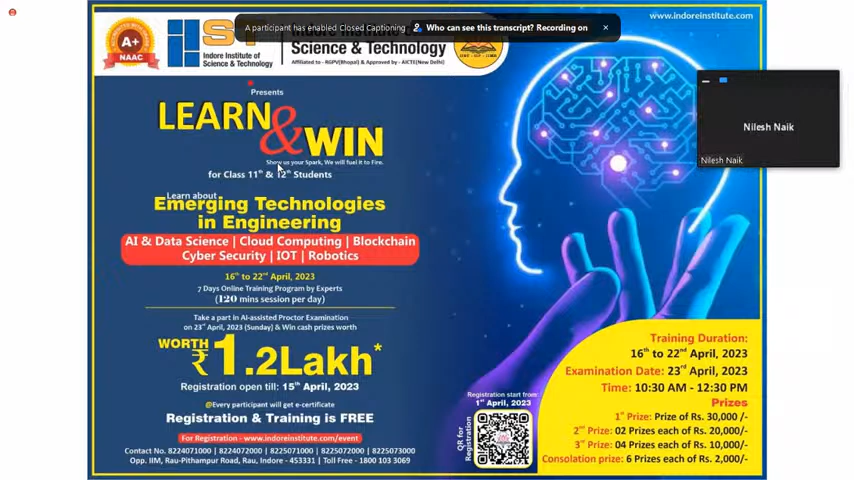 www.indoreinstitute.com
A participant has enabled Closed Captioning
Who can see this transcript? Recording on
A+
NAAC
Indore Institute of
Science & Technology
Science & Technology
Affiliated to - RGPV(Bhopal) & Approved by - AICTE(New Delhi)
Presents
LEARN
&
WIN
Show us your Spark, We will fuel it to Fire.
for Class 11th & 12th Students
Learn about
Emerging Technologies
in Engineering
AI & Data Science | Cloud Computing | Blockchain
Cyber Security | IOT | Robotics
16th to 22nd April, 2023
7 Days Online Training Program by Experts
(120 mins session per day)
Take a part in AI-assisted Proctor Examination
on 23rd April, 2023 (Sunday) & Win cash prizes worth
WORTH
₹1.2Lakh*
Registration open till: 15th April, 2023
@Every participant will get e-certificate
Registration & Training is FREE
For Registration - www.indoreinstitute.com/event
Contact No. 8224071000 | 8224072000 | 8225071000 | 8225072000 | 8225073000
Opp. IIM, Rau-Pithampur Road, Rau, Indore - 453331 | Toll Free - 1800 103 3069
Registration start from
1st April, 2023
QR for
Registration
Training Duration:
16th to 22nd April, 2023
Examination Date: 23rd April, 2023
Time: 10:30 AM - 12:30 PM
Prizes
1st Prize: Prize of Rs. 30,000 /-
2nd Prize: 02 Prizes each of Rs. 20,000/-
3rd Prize: 04 Prizes each of Rs. 10,000/-
Consolation prize: 6 Prizes each of Rs. 2,000/-
Nilesh Naik
Nilesh Naik